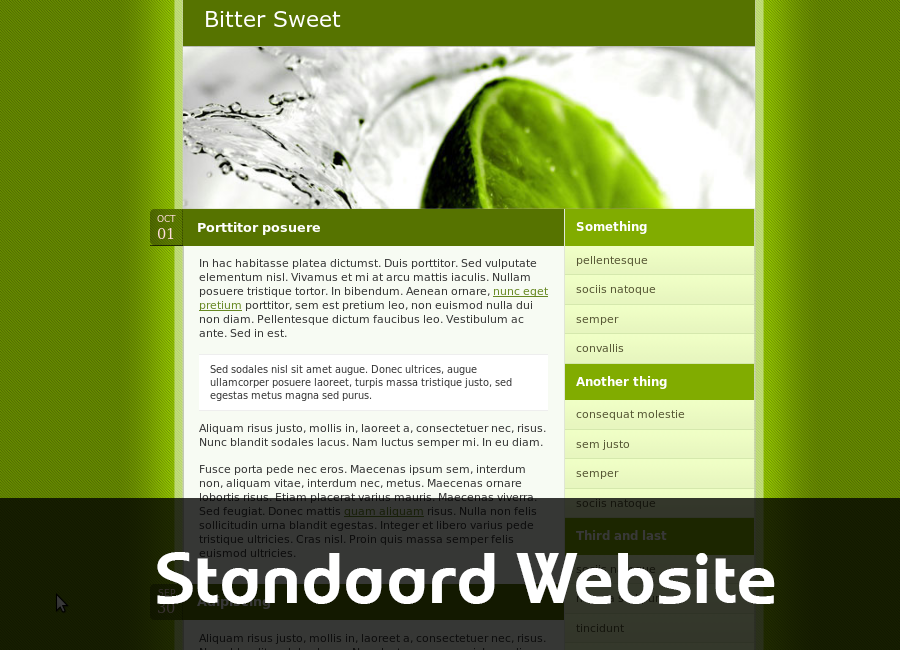 Bitter Sweet
OCT
01
Porttitor posuere
In hac habitasse platea dictumst. Duis porttitor. Sed vulputate
elementum nisl. Vivamus et mi at arcu mattis iaculis. Nullam
posuere tristique tortor. In bibendum. Aenean ornare, nunc eget
pretium porttitor, sem est pretium leo, non euismod nulla dui
non diam. Pellentesque dictum faucibus leo. Vestibulum ac
ante. Sed in est.
Sed sodales nisl sit amet augue. Donec ultrices, augue
ullamcorper posuere laoreet, turpis massa tristique justo, sed
egestas metus magna sed purus.
Aliquam risus justo, mollis in, laoreet a, consectetuer nec, risus.
Nunc blandit sodales lacus. Nam luctus semper mi. In eu diam.
Fusce porta pede nec eros. Maecenas ipsum sem, interdum
non, aliquam vitae, interdum nec, metus. Maecenas ornare
lobortis risus. Etiam placerat varius mauris. Maecenas viverra.
Sed feugiat. Donec mattis quam aliquam risus. Nulla non felis
sollicitudin urna blandit egestas. Integer et libero varius pede
tristique ultricies. Cras nisl. Proin quis massa semper felis
euismod ultricies.
30
Adipiscing
Aliquam risus justo, mollis in, laoreet a, consectetuer nec, risus.
Something
pellentesque
sociis natoque
semper
convallis
Another thing
consequat molestie
sem justo
semper
sociis natoque
Third and last
tincidunt
Standaard Website